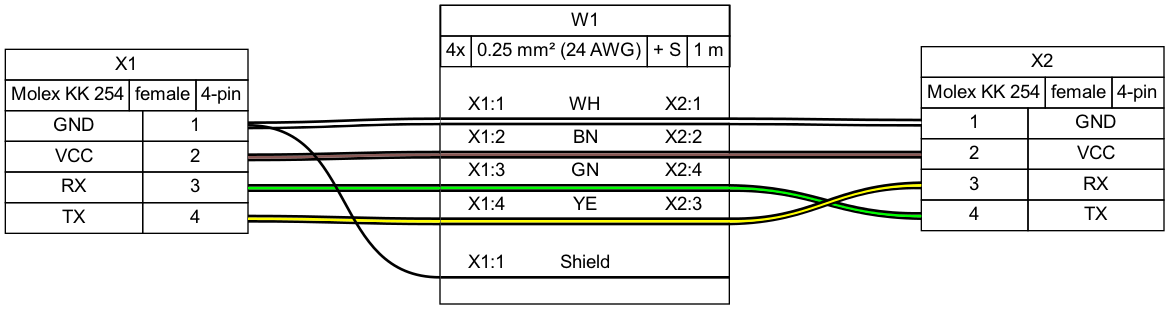 X1
Molex KK 254 female 4-pin
GND 1
VCC 2
RX 3
TX 4
W1
4x 0.25 mm² (24 AWG) + S 1 m
X1:1 WH X2:1
X1:2 BN X2:2
X1:3 GN X2:4
X1:4 YE X2:3
X1:1 Shield
X2
Molex KK 254 female 4-pin
1 GND
2 VCC
3 RX
4 TX